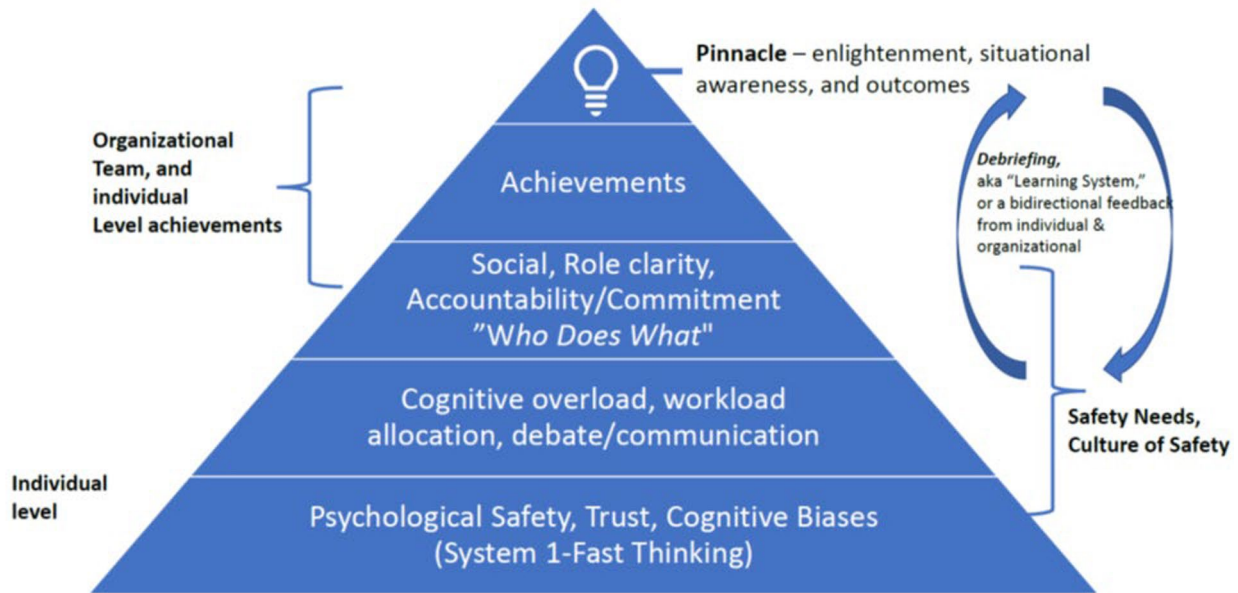 Pinnacle – enlightenment, situational
awareness, and outcomes
Organizational
Team, and
individual
Level achievements
Debriefing,
aka “Learning System,”
or a bidirectional feedback
from individual &
organizational
Achievements
Social, Role clarity,
Accountability/Commitment
”Who Does What"
Cognitive overload, workload
allocation, debate/communication
Safety Needs,
Culture of Safety
Individual
level
Psychological Safety, Trust, Cognitive Biases
(System 1-Fast Thinking)